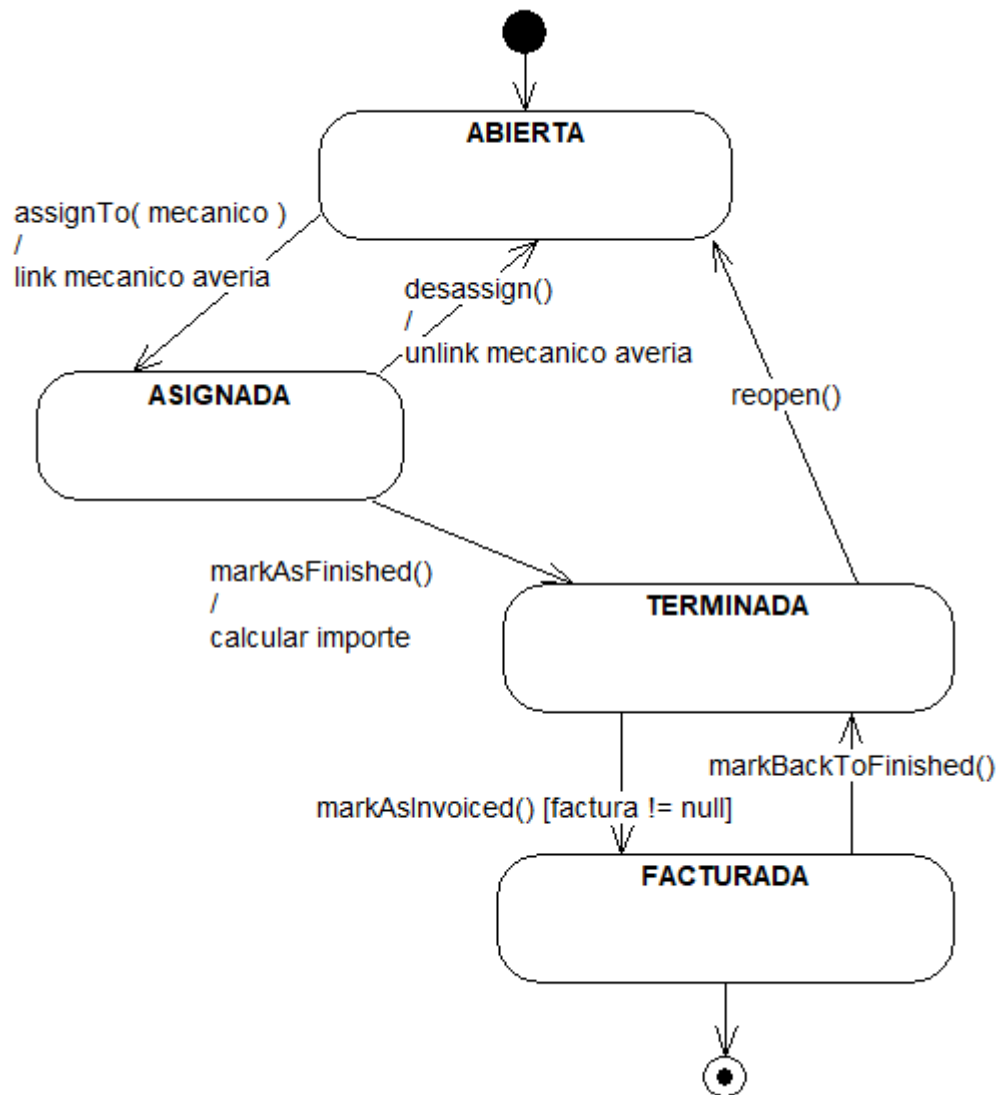 ABIERTA
assignTo( mecanico )
/
link mecanico averia
desassign()
/
unlink mecanico averia
ASIGNADA
reopen()
markAsFinished()
/
calcular importe
TERMINADA
markBackToFinished()
markAsInvoiced() [factura != null]
FACTURADA